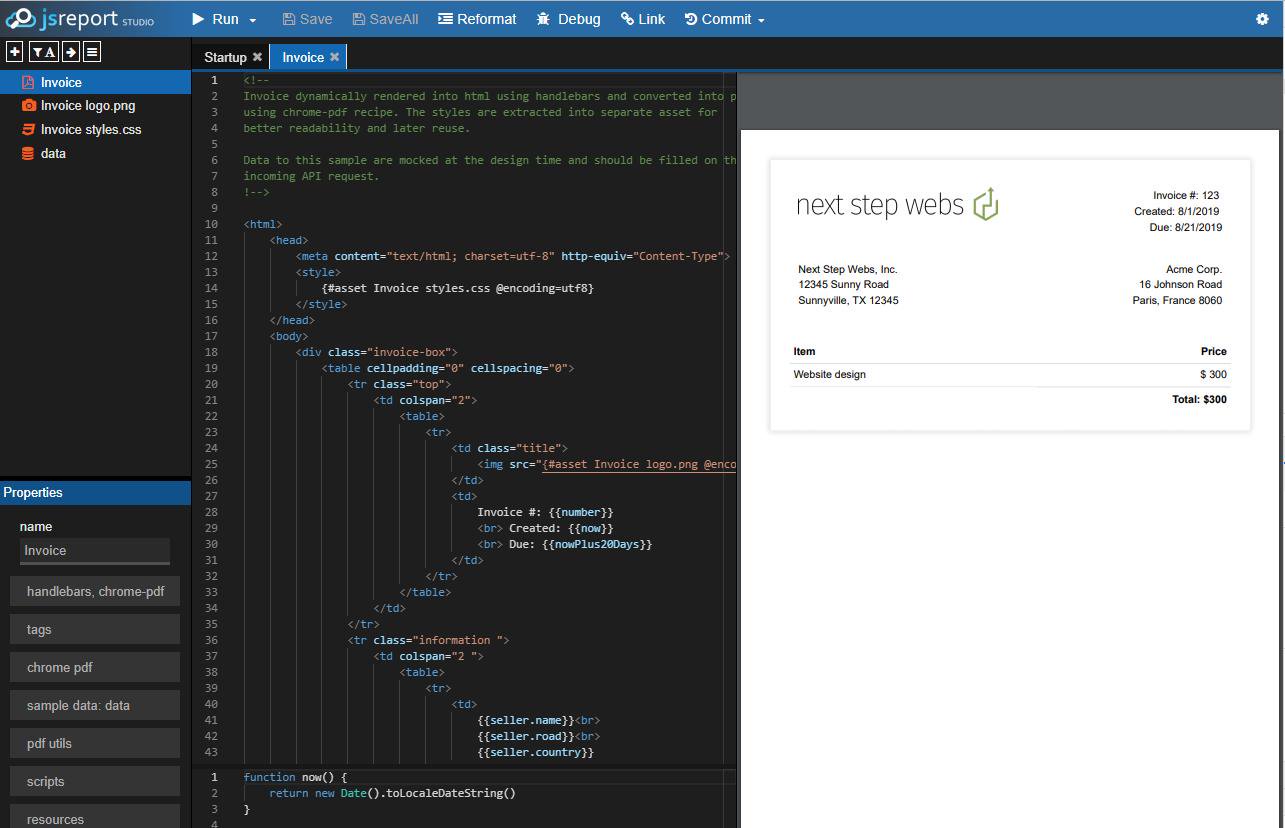 jsreport STUDIO
Run
Save
SaveAll
Reformat
Debug
Link
Commit
A
Invoice
Invoice logo.png
Invoice styles.css
data
Properties
name
Invoice
handlebars, chrome-pdf
tags
chrome pdf
sample data: data
pdf utils
scripts
resources
Startup
Invoice
1 <!--
2 Invoice dynamically rendered into html using handlebars and converted into p
3 using chrome-pdf recipe. The styles are extracted into separate asset for
4 better readability and later reuse.
5
6 Data to this sample are mocked at the design time and should be filled on th
7 incoming API request.
8 !-->
9
10 <html>
11 <head>
12 <meta content="text/html; charset=utf-8" http-equiv="Content-Type">
13 <style>
14 {#asset Invoice styles.css @encoding=utf8}
15 </style>
16 </head>
17 <body>
18 <div class="invoice-box">
19 <table cellpadding="0" cellspacing="0">
20 <tr class="top">
21 <td colspan="2">
22 <table>
23 <tr>
24 <td class="title">
25 <img src="{#asset Invoice logo.png @enco
26 </td>
27 <td>
28 Invoice #: {{number}}
29 <br> Created: {{now}}
30 <br> Due: {{nowPlus20Days}}
31 </td>
32 </tr>
33 </table>
34 </td>
35 </tr>
36 <tr class="information ">
37 <td colspan="2 ">
38 <table>
39 <tr>
40 <td>
41 {{seller.name}}<br>
42 {{seller.road}}<br>
43 {{seller.country}}
1 function now() {
2 return new Date().toLocaleDateString()
3 }
4
next step webs
Invoice #: 123
Created: 8/1/2019
Due: 8/21/2019
Next Step Webs, Inc.
12345 Sunny Road
Sunnyville, TX 12345
Acme Corp.
16 Johnson Road
Paris, France 8060
Item Price
Website design $ 300
Total: $300